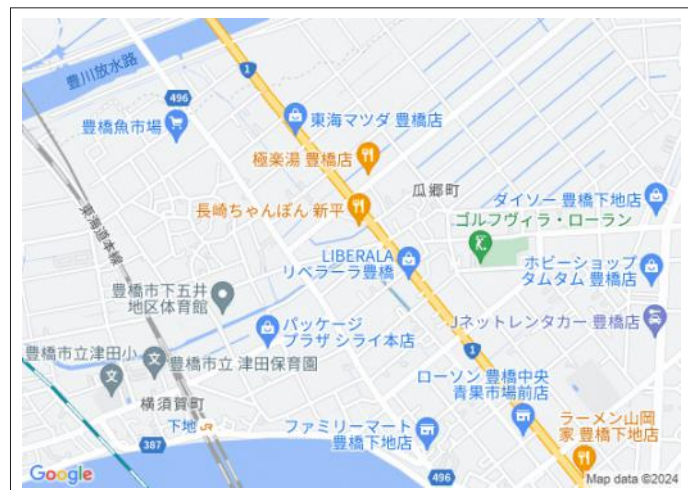 豊川放水路
1
496
豊橋魚市場
東海マツダ 豊橋店
極楽湯 豊橋店
瓜郷町
ダイソー 豊橋下地店
長崎ちゃんぽん 新平
ゴルフヴィラ・ローラン
東海道本線
LIBERALA
リベラーラ豊橋
ホビーショップ
タムタム 豊橋店
豊橋市下五井
地区体育館
パッケージ
プラザ シライ本店
Jネットレンタカー 豊橋店
豊橋市立津田小
豊橋市立 津田保育園
1
ローソン 豊橋中央
青果市場前店
横須賀町
下地
387
ファミリーマート
豊橋下地店
ラーメン山岡
家 豊橋下地店
496
Google
Map data ©2024